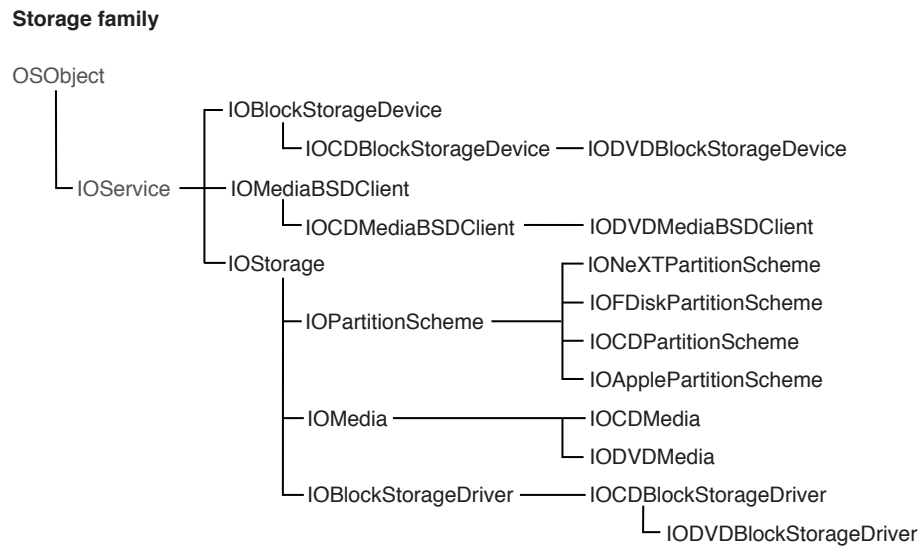 Storage family
OSObject
IOBlockStorageDevice
IOCDBlockStorageDevice
IODVDBlockStorageDevice
IOService
IOMediaBSDClient
IOCDMediaBSDClient
IODVDMediaBSDClient
IOStorage
IONeXTPartitionScheme
IOFDiskPartitionScheme
IOPartitionScheme
IOCDPartitionScheme
IOApplePartitionScheme
IOMedia
IOCDMedia
IODVDMedia
IOBlockStorageDriver
IOCDBlockStorageDriver
IODVDBlockStorageDriver